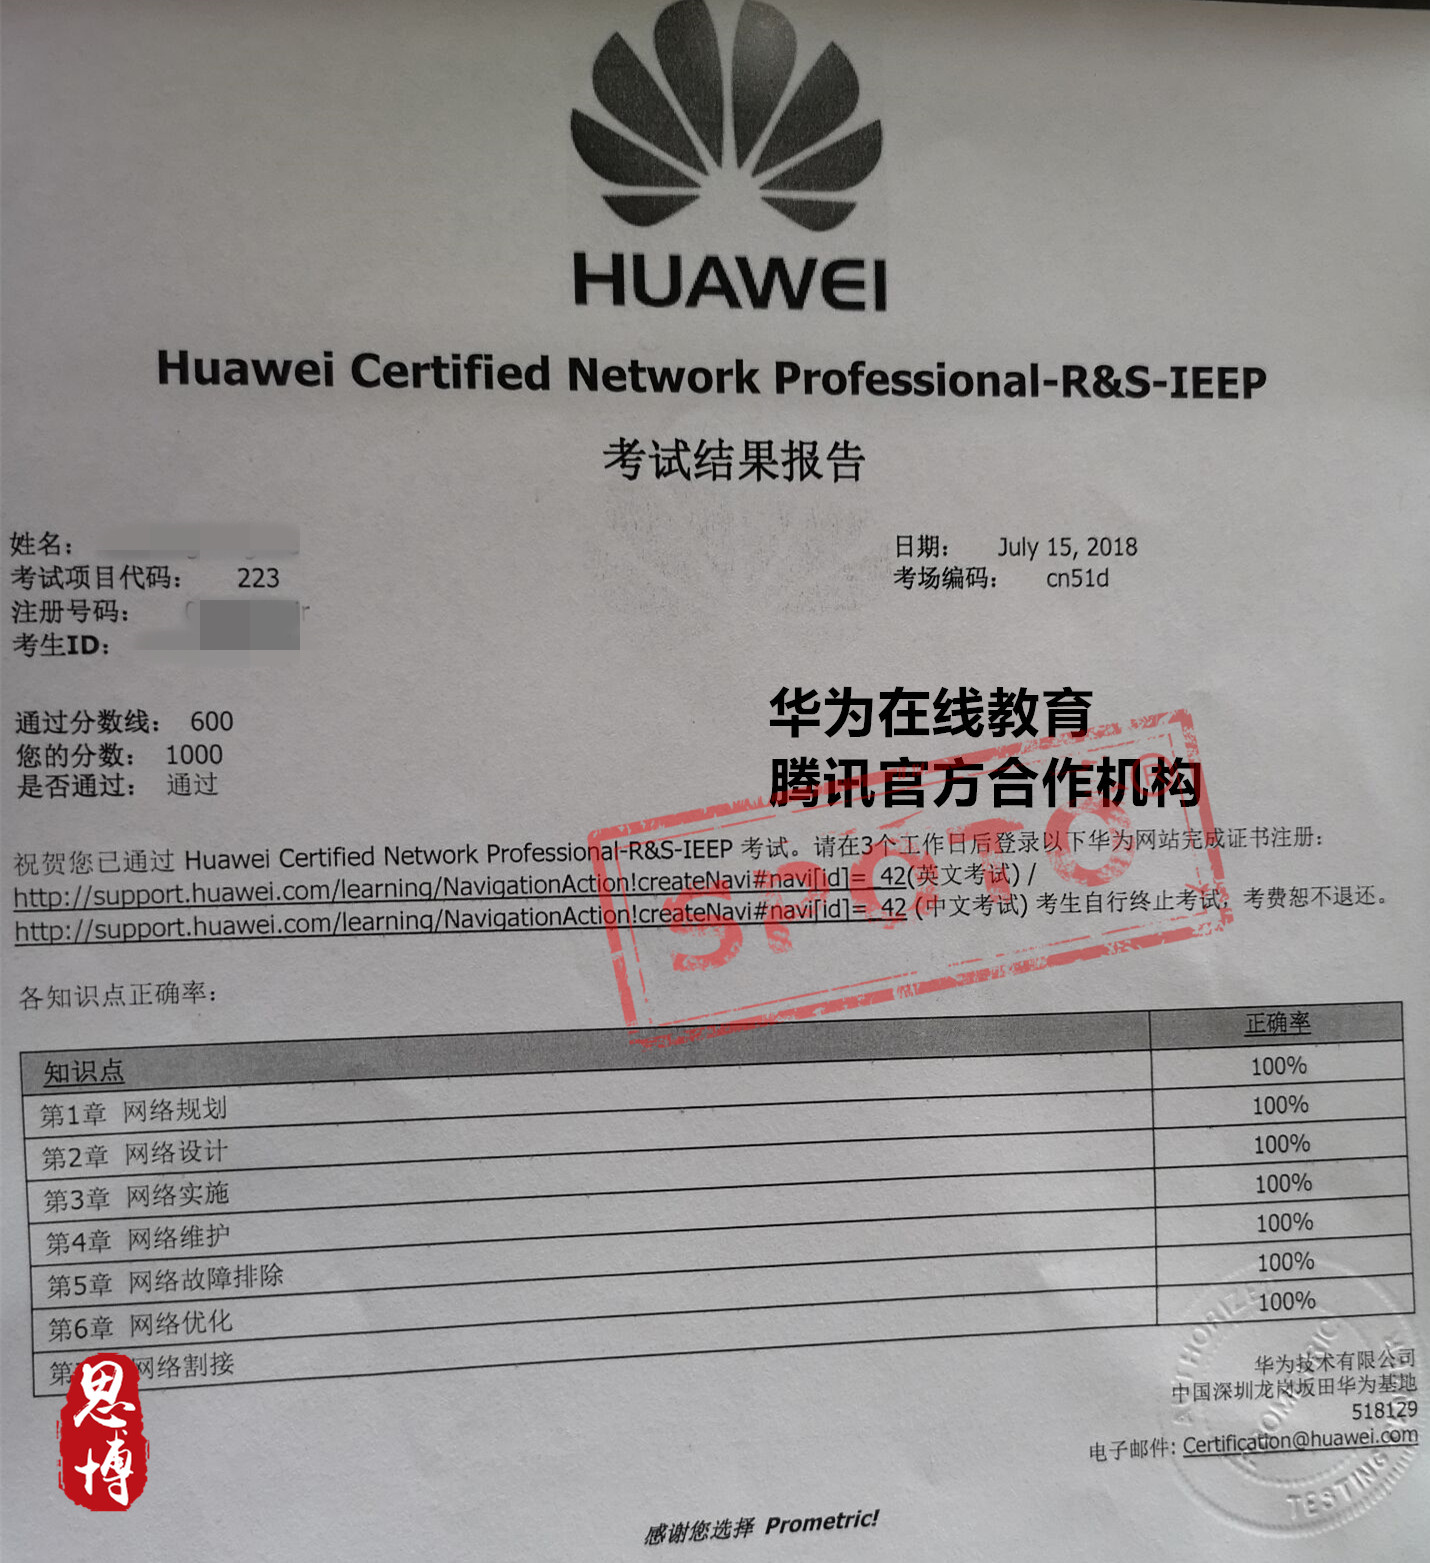 HUAWEI
Huawei Certified Network Professional-R&S-IEEP
考试结果报告
姓名：
日期： July 15, 2018
考试项目代码： 223
考场编码： cn51d
注册号码：
考生ID：
华为在线教育
通过分数线： 600
您的分数： 1000
腾讯官方合作机构
是否通过： 通过
SPOTO®
祝贺您已通过 Huawei Certified Network Professional-R&S-IEEP 考试。请在3个工作日后登录以下华为网站完成证书注册：
http://support.huawei.com/learning/NavigationAction!createNavi#navi[id]=_42(英文考试) /
http://support.huawei.com/learning/NavigationAction!createNavi#navi[id]=_42 (中文考试) 考生自行终止考试，考费恕不退还。
各知识点正确率：
知识点 正确率
第1章 网络规划 100%
第2章 网络设计 100%
第3章 网络实施 100%
第4章 网络维护 100%
第5章 网络故障排除 100%
第6章 网络优化 100%
第 网络割接 100%
思博
AUTHORIZED
PROMETRIC
TESTING
华为技术有限公司
中国深圳龙岗坂田华为基地
518129
电子邮件: Certification@huawei.com
感谢您选择 Prometric!